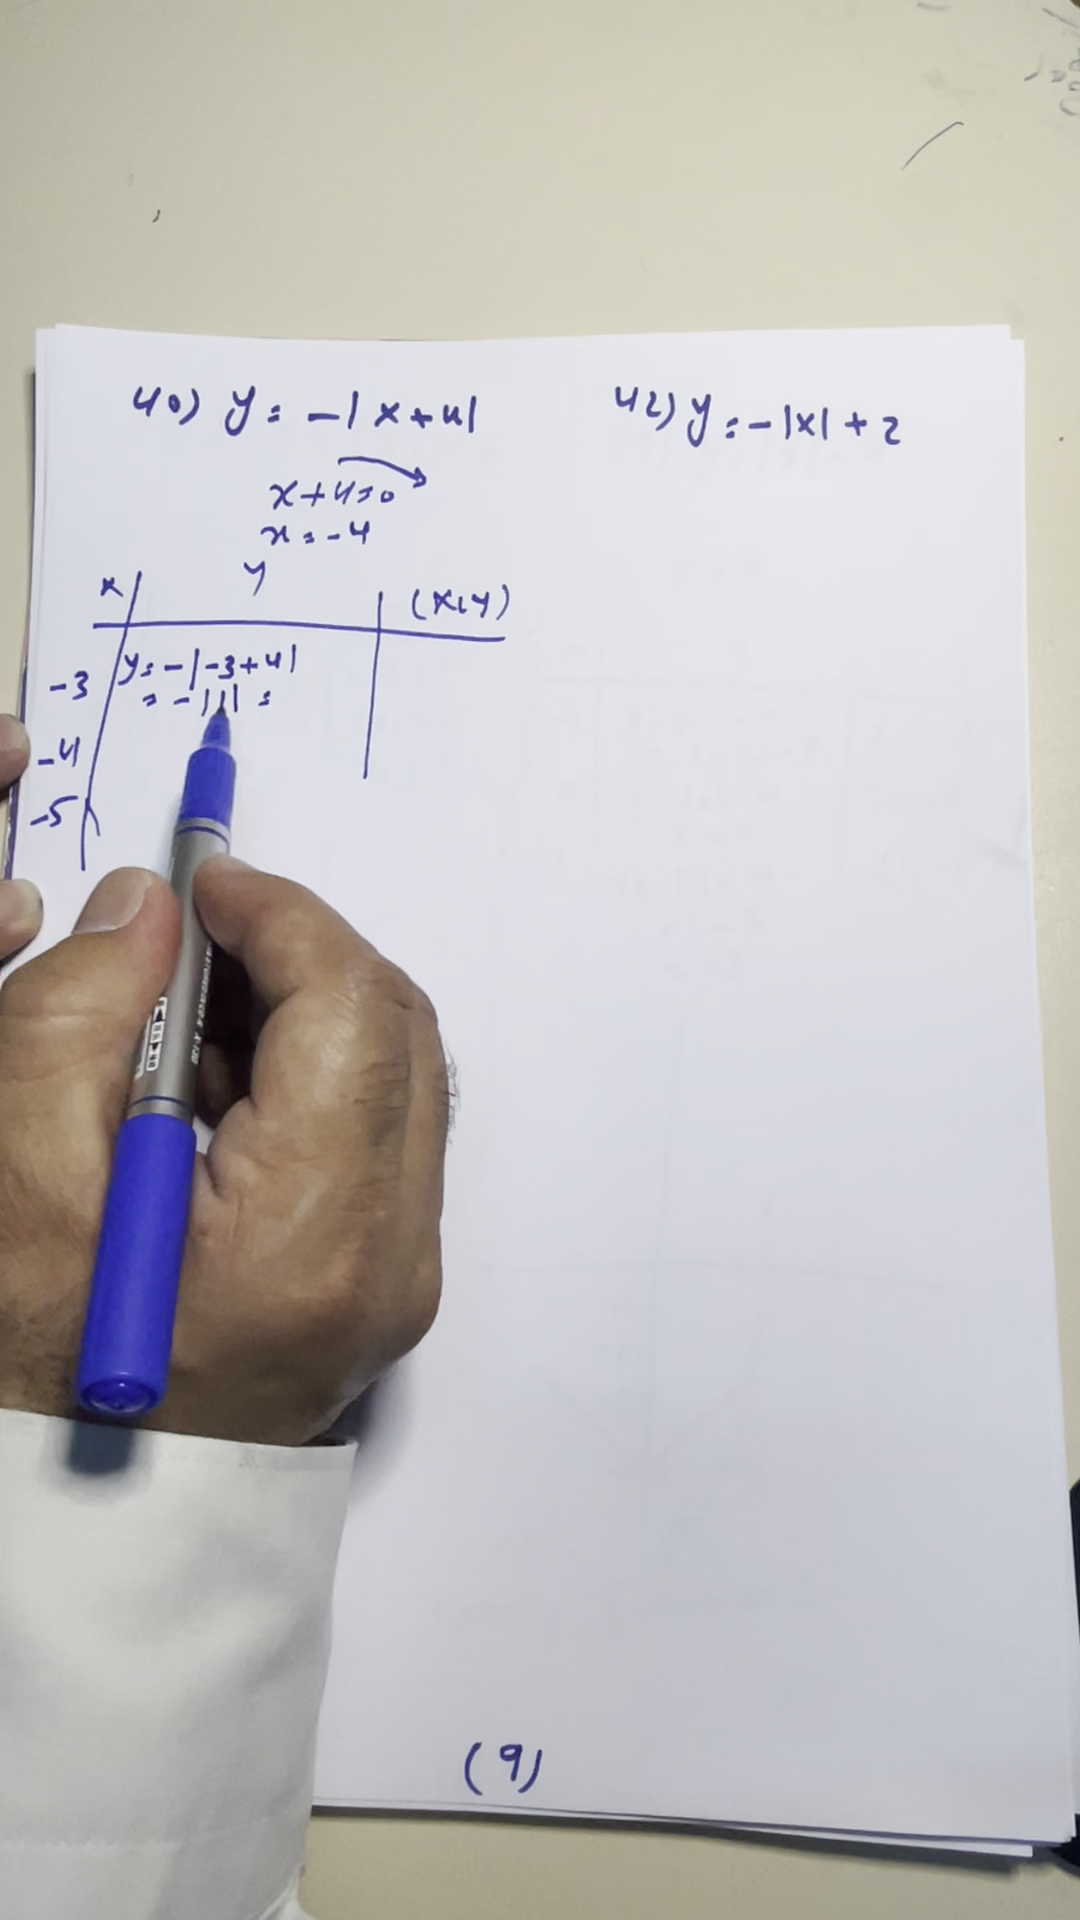 40) y = -|x+4|
x+4=0
x = -4
x y (x,y)
-3 y = -|-3+4|
= -|1| =
-4
-5
42) y = -|x| + 2
(9)